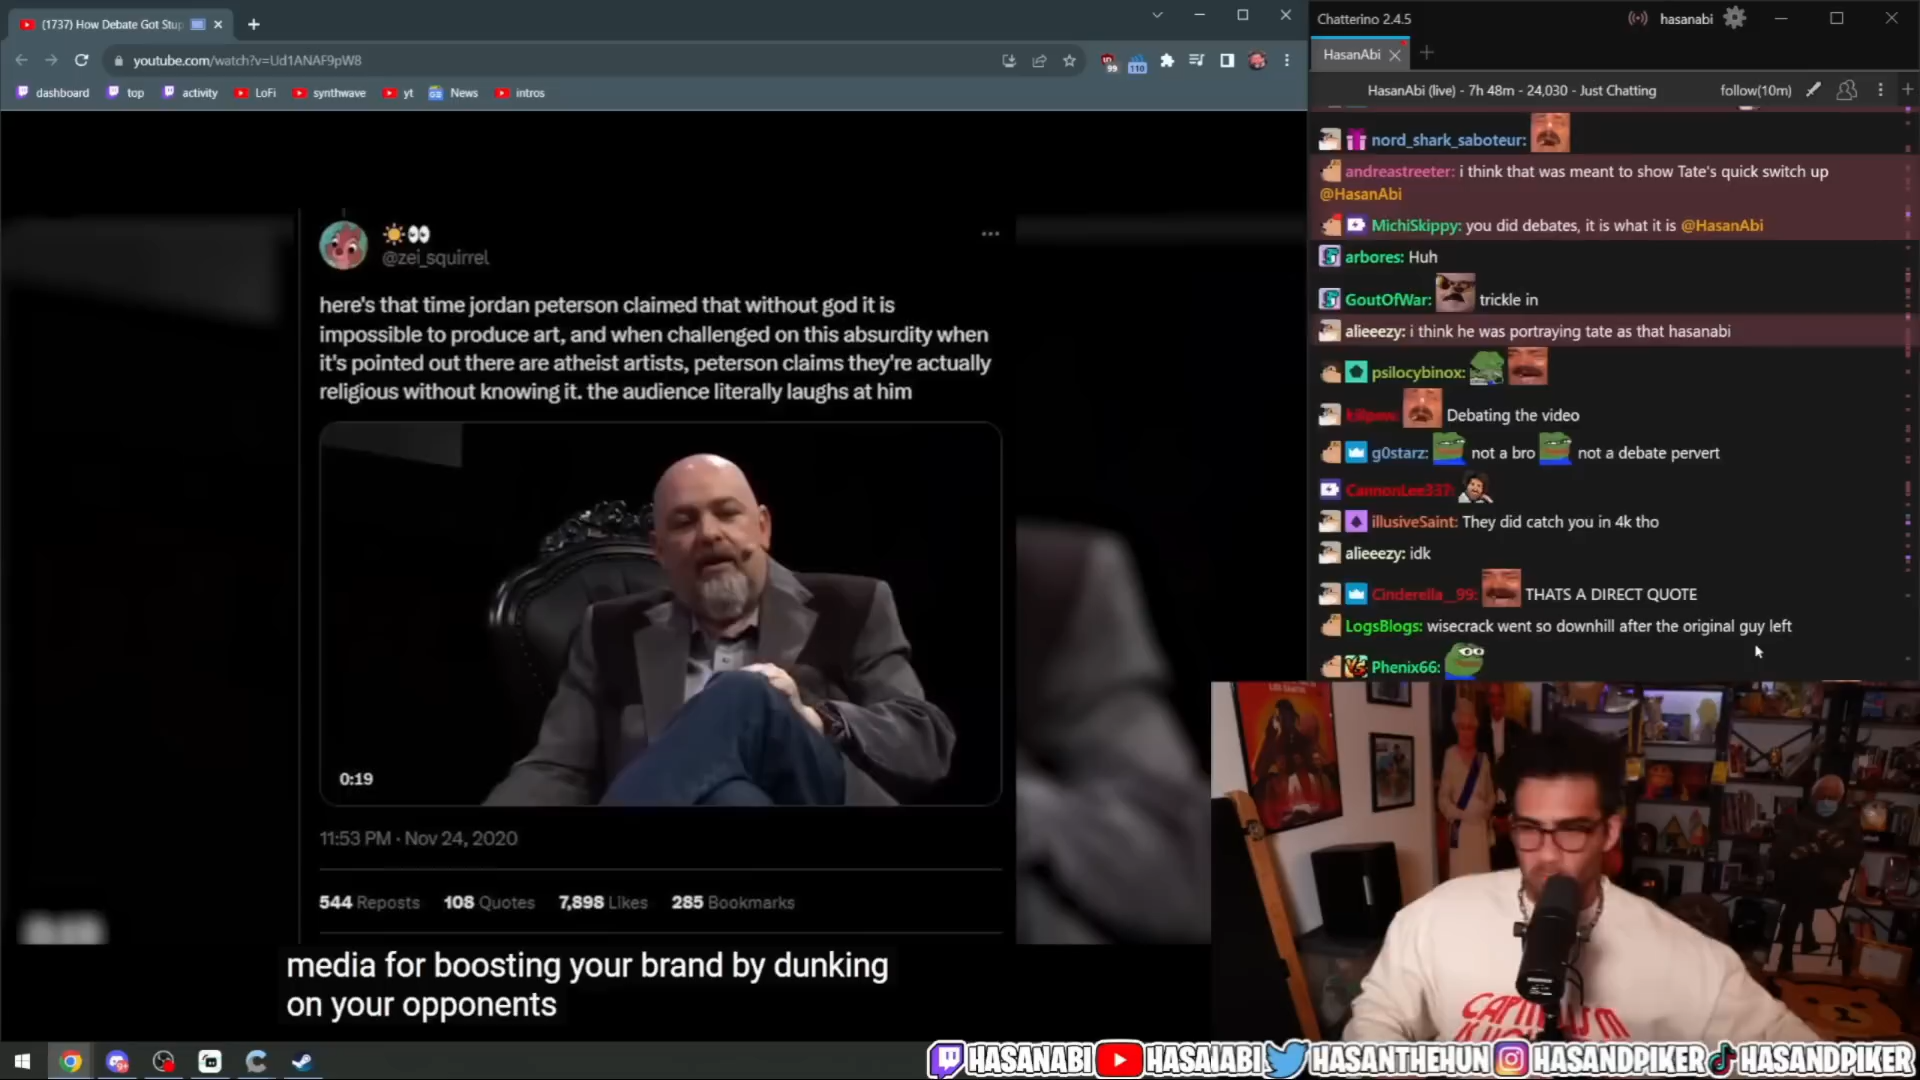 (1737) How Debate Got Stup
youtube.com/watch?v=Ud1ANAF9pW8
99
110
dashboard
top
activity
LoFi
synthwave
yt
News
intros
@zei_squirrel
here's that time jordan peterson claimed that without god it is
impossible to produce art, and when challenged on this absurdity when
it's pointed out there are atheist artists, peterson claims they're actually
religious without knowing it. the audience literally laughs at him
0:19
11:53 PM · Nov 24, 2020
544 Reposts 108 Quotes 7,898 Likes 285 Bookmarks
media for boosting your brand by dunking
on your opponents
Chatterino 2.4.5
hasanabi
HasanAbi
HasanAbi (live) - 7h 48m - 24,030 - Just Chatting
follow(10m)
nord_shark_saboteur:
andreastreeter: i think that was meant to show Tate's quick switch up
@HasanAbi
MichiSkippy: you did debates, it is what it is @HasanAbi
arbores: Huh
GoutOfWar: trickle in
alieeezy: i think he was portraying tate as that hasanabi
psilocybinox:
Debating the video
g0starz: not a bro not a debate pervert
CannonLee337:
illusiveSaint: They did catch you in 4k tho
alieeezy: idk
Cinderella__99: THATS A DIRECT QUOTE
LogsBlogs: wisecrack went so downhill after the original guy left
Phenix66:
HASANABI HASANABI HASANTHEHUN HASANDPIKER HASANDPIKER